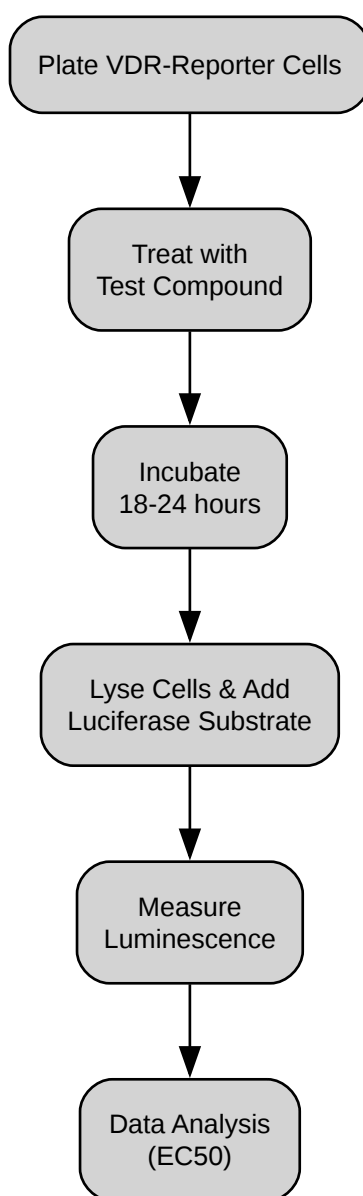 Plate VDR-Reporter Cells
Treat with
Test Compound
Incubate
18-24 hours
Lyse Cells & Add
Luciferase Substrate
Measure
Luminescence
Data Analysis
(EC50)